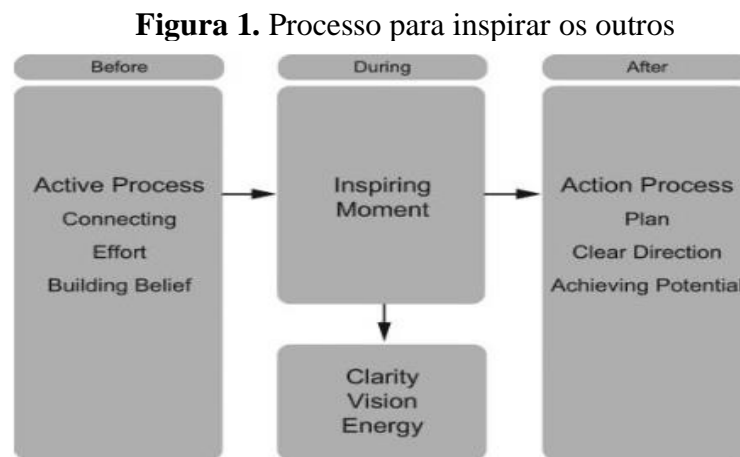 Figura 1. Processo para inspirar os outros
Before
During
After
Active Process
Connecting
Effort
Building Belief
Inspiring
Moment
Action Process
Plan
Clear Direction
Achieving Potential
Clarity
Vision
Energy